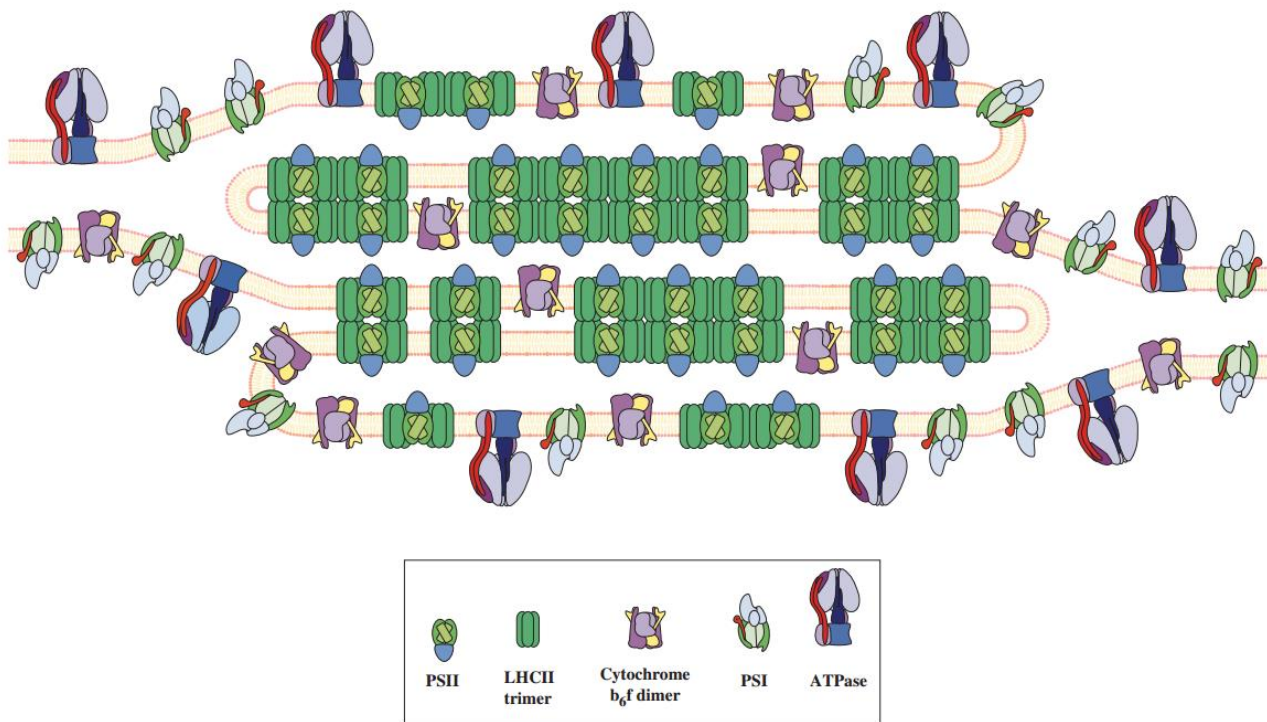 PSII
LHCII
trimer
Cytochrome
b₆f dimer
PSI
ATPase